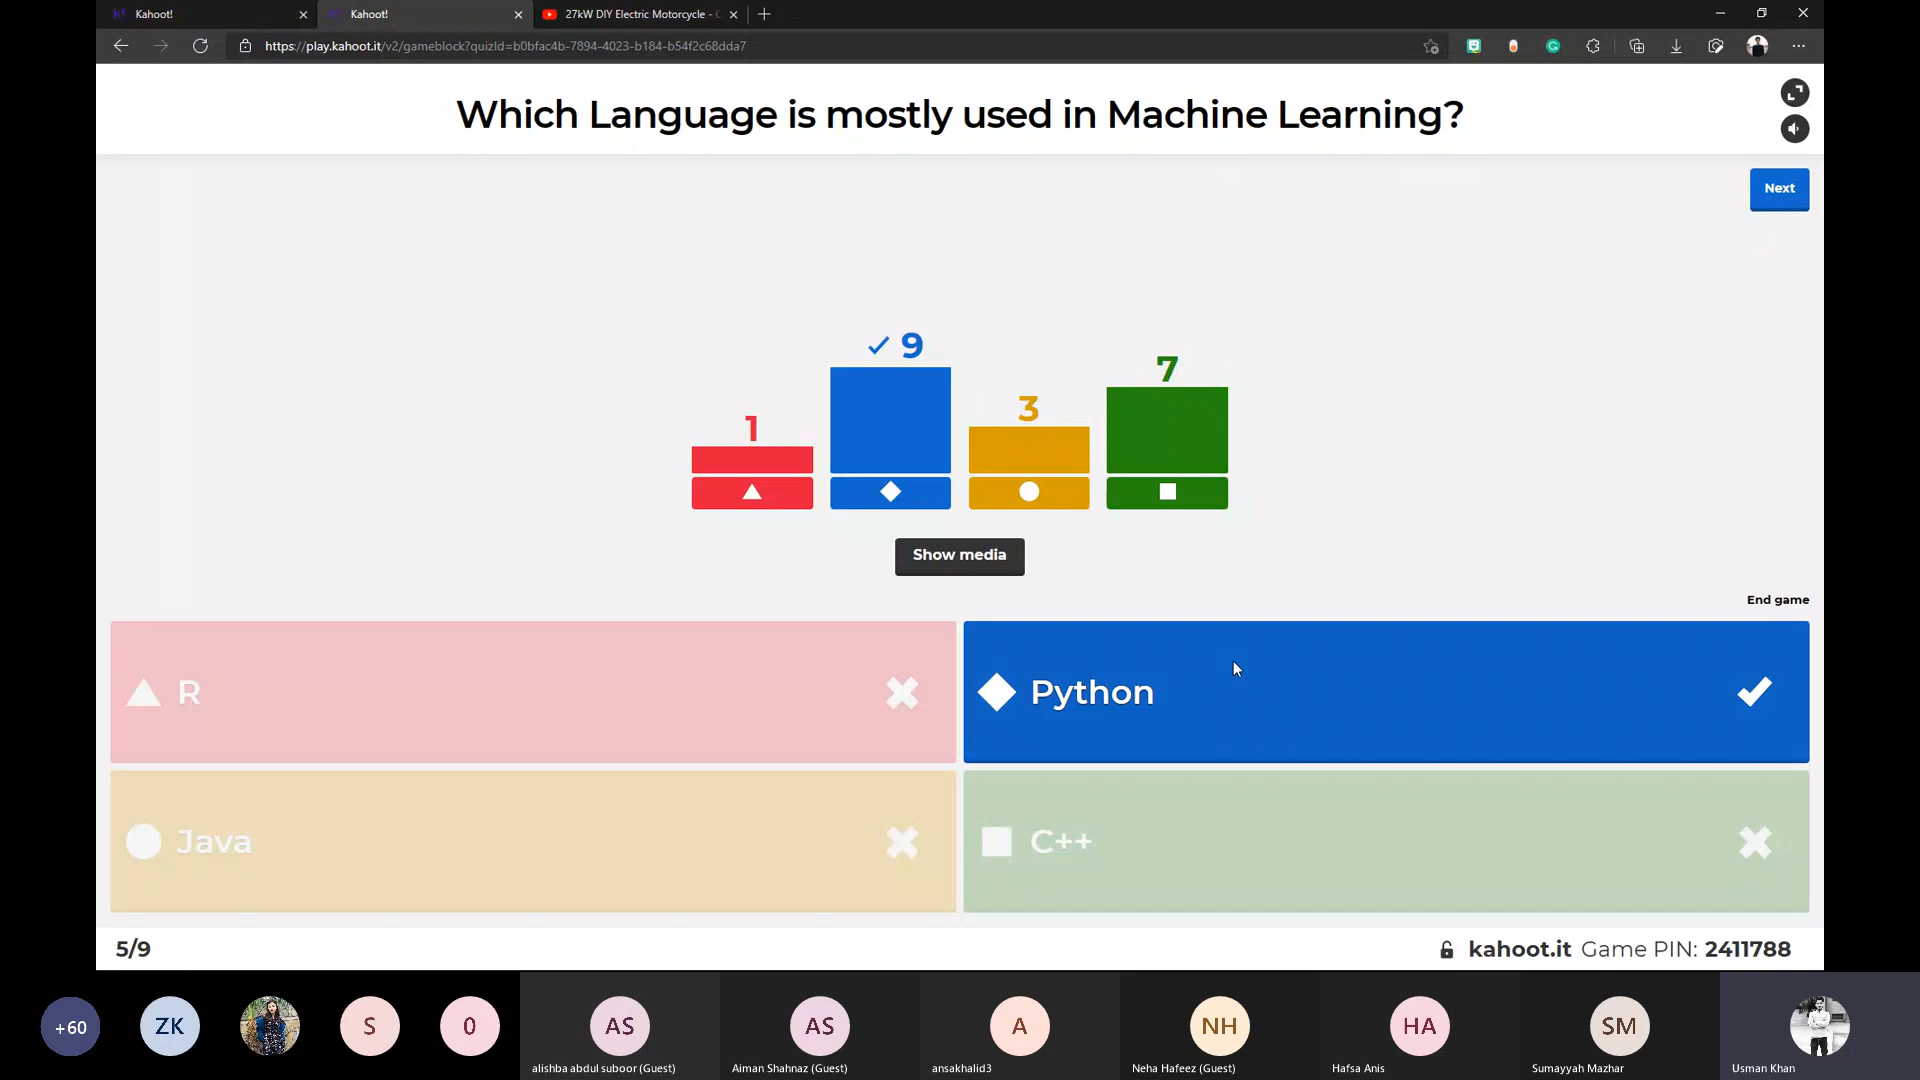 Kahoot!
Kahoot!
27kW DIY Electric Motorcycle -
https://play.kahoot.it/v2/gameblock?quizId=b0bfac4b-7894-4023-b184-b54f2c68dda7
Which Language is mostly used in Machine Learning?
Next
1
9
3
7
Show media
End game
R
Python
Java
C++
5/9
kahoot.it Game PIN: 2411788
+60
ZK
S
0
AS
AS
A
NH
HA
SM
alishba abdul suboor (Guest)
Aiman Shahnaz (Guest)
ansakhalid3
Neha Hafeez (Guest)
Hafsa Anis
Sumayyah Mazhar
Usman Khan